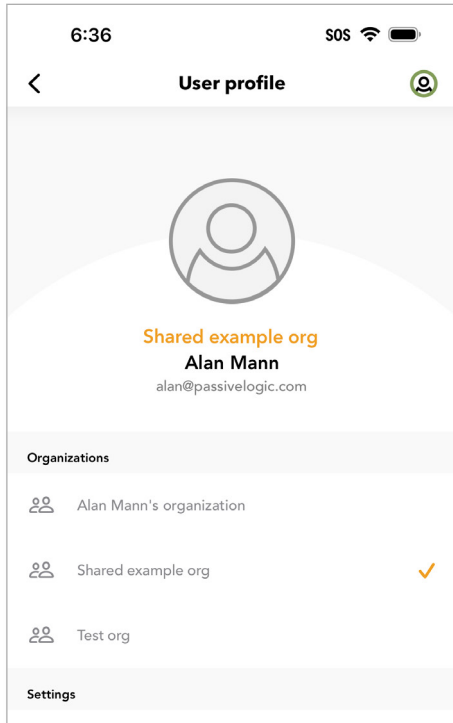 6:36 SOS
User profile
Shared example org
Alan Mann
alan@passivelogic.com
Organizations
Alan Mann's organization
Shared example org
Test org
Settings